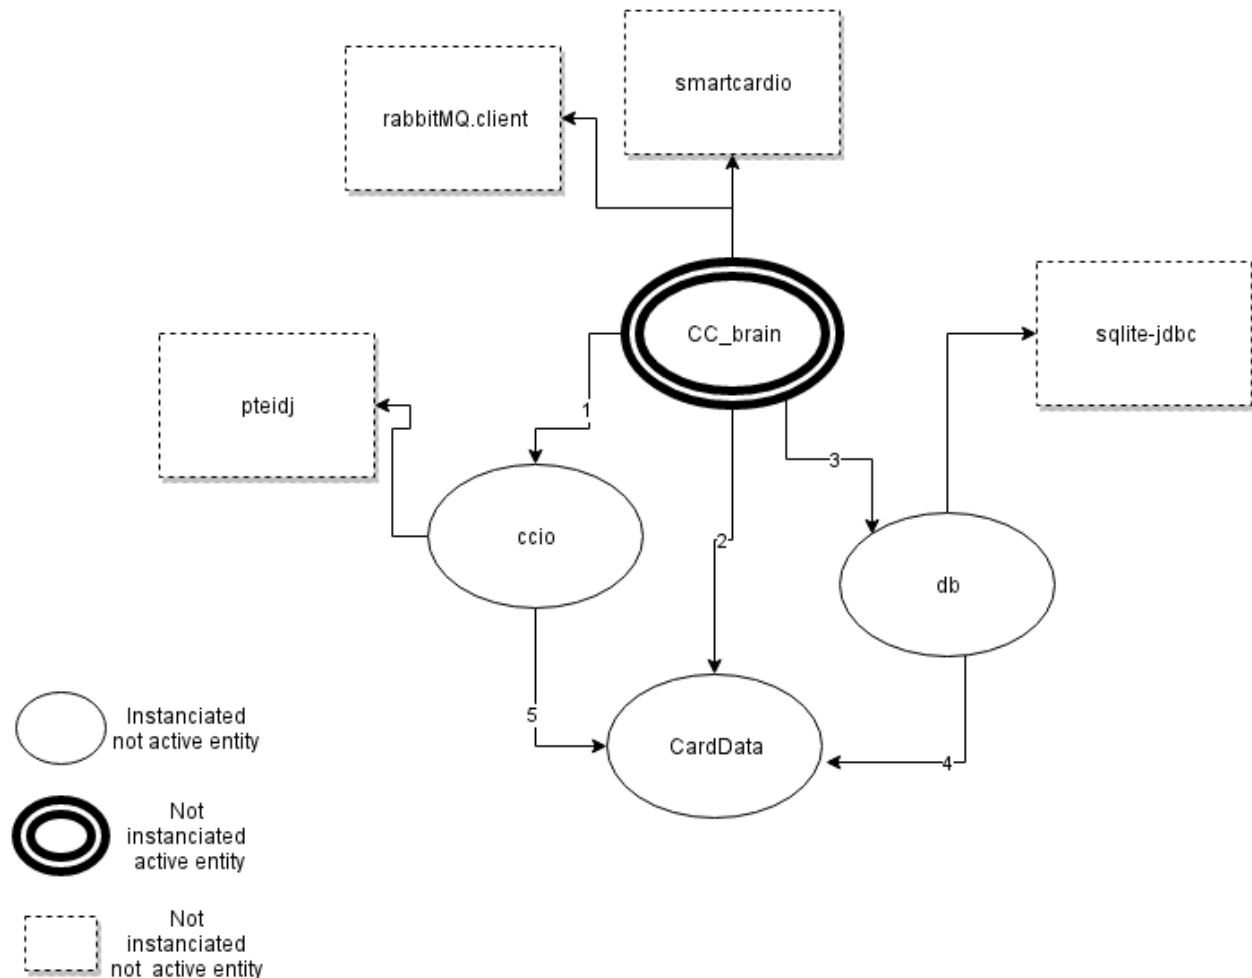 smartcardio
rabbitMQ.client
CC_brain
sqlite-jdbc
pteidj
1
3
ccio
2
db
5
CardData
4
Instanciated
not active entity
Not
instanciated
active entity
Not
instanciated
not active entity